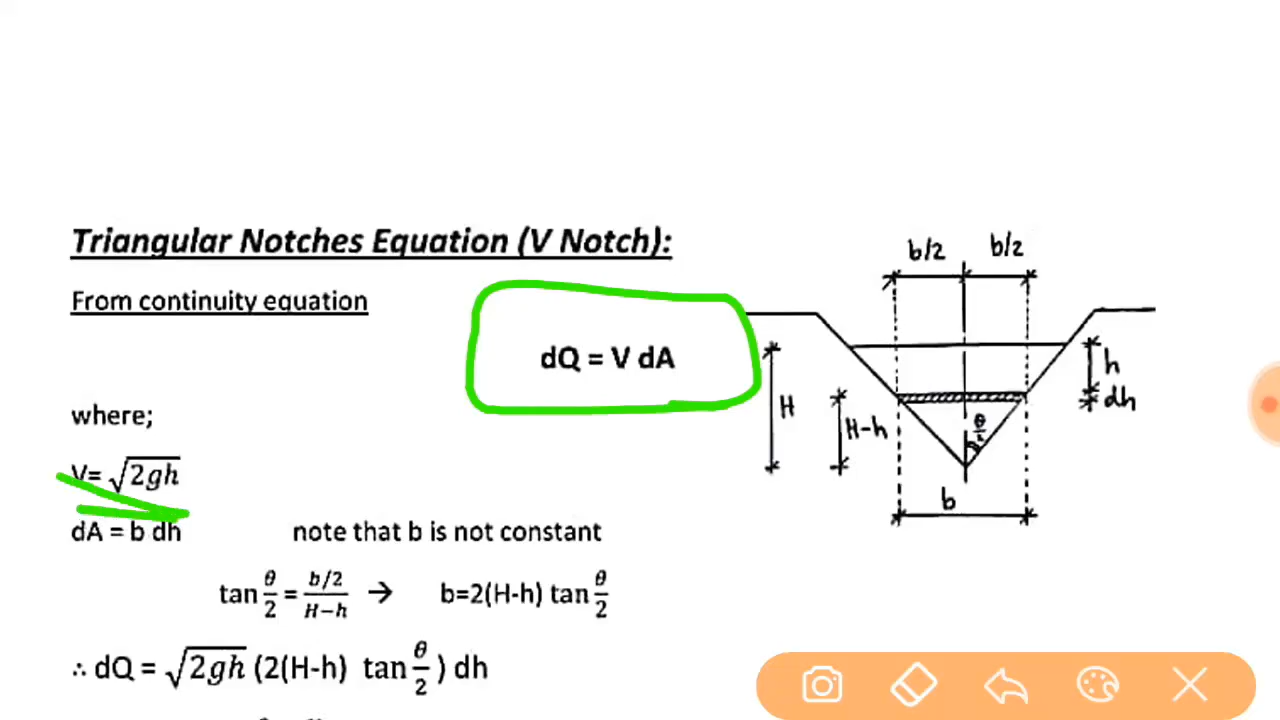 Triangular Notches Equation (V Notch):
From continuity equation
dQ = V dA
where;
V= √2gh
dA = b dh note that b is not constant
tan θ/2 = b/2 / H−h → b=2(H-h) tan θ/2
∴ dQ = √2gh (2(H-h) tan θ/2 ) dh
b/2 b/2
h
dh
H
H-h
θ/2
b